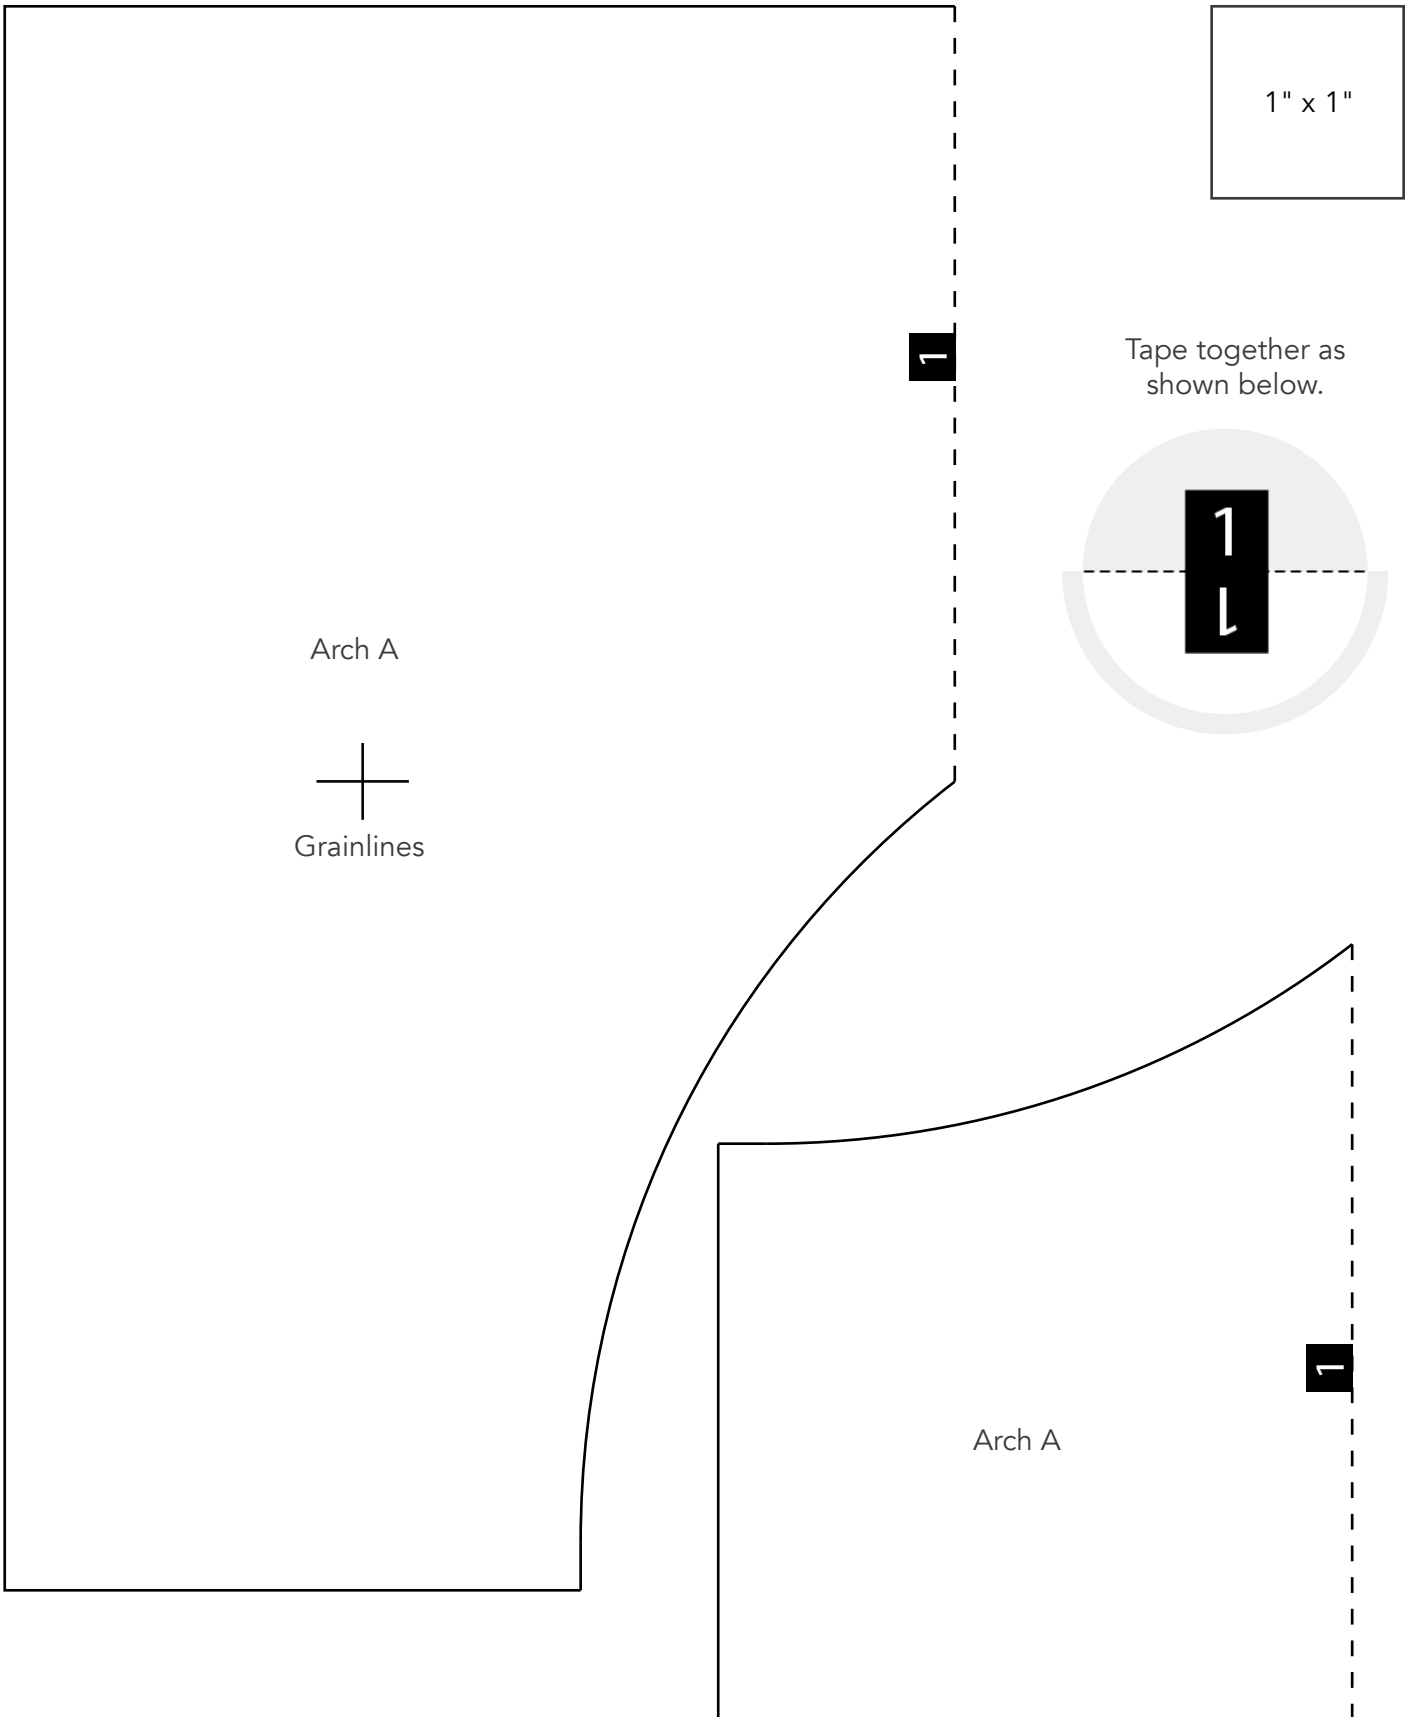 1" x 1"
1
Tape together as
shown below.
1
1
Arch A
Grainlines
1
Arch A